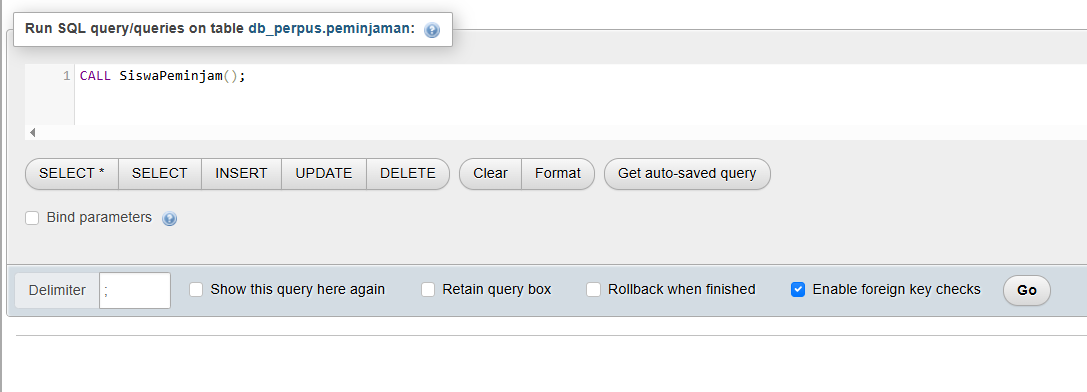 Run SQL query/queries on table db_perpus.peminjaman:
1 CALL SiswaPeminjam();
SELECT * SELECT INSERT UPDATE DELETE Clear Format Get auto-saved query
Bind parameters
Delimiter ; Show this query here again Retain query box Rollback when finished Enable foreign key checks Go